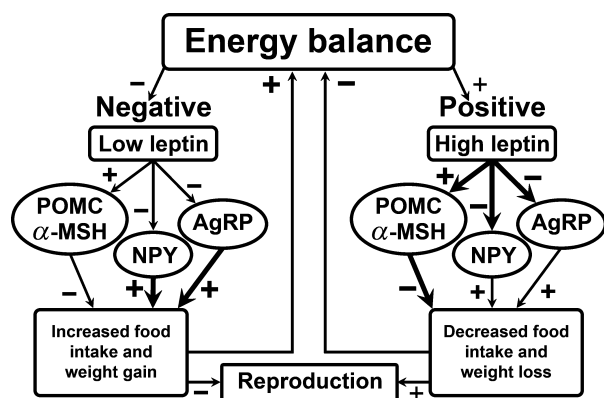 Energy balance
−
+
−
+
Negative
Positive
Low leptin
High leptin
+
−
−
+
−
−
POMC
α-MSH
NPY
AgRP
POMC
α-MSH
NPY
AgRP
−
+
+
−
+
+
Increased food
intake and
weight gain
Decreased food
intake and
weight loss
−
Reproduction
+